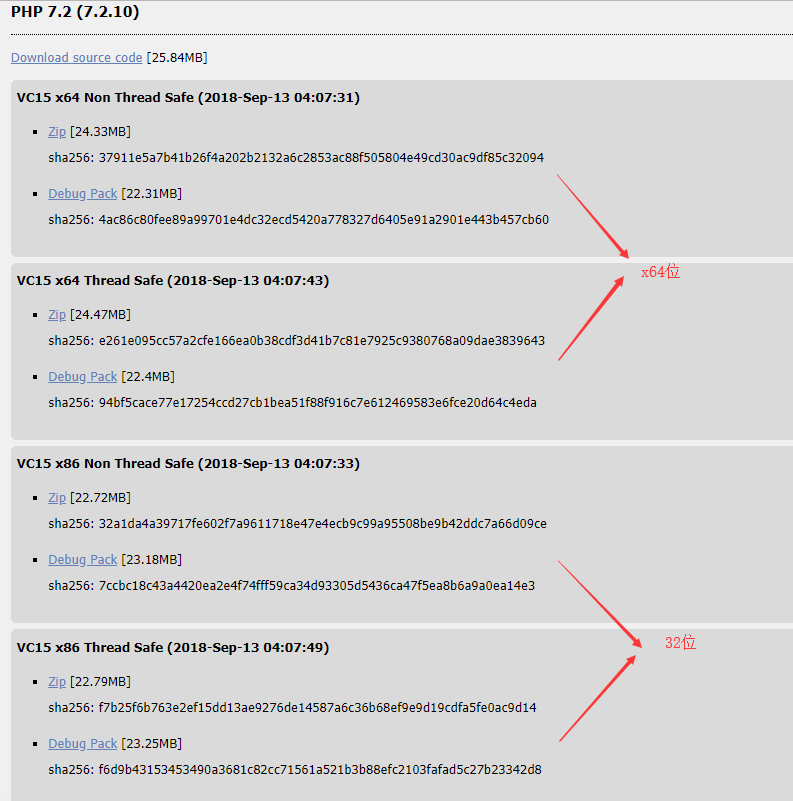 PHP 7.2 (7.2.10)
Download source code [25.84MB]
VC15 x64 Non Thread Safe (2018-Sep-13 04:07:31)
Zip [24.33MB]
sha256: 37911e5a7b41b26f4a202b2132a6c2853ac88f505804e49cd30ac9df85c32094
Debug Pack [22.31MB]
sha256: 4ac86c80fee89a99701e4dc32ecd5420a778327d6405e91a2901e443b457cb60
x64位
VC15 x64 Thread Safe (2018-Sep-13 04:07:43)
Zip [24.47MB]
sha256: e261e095cc57a2cfe166ea0b38cdf3d41b7c81e7925c9380768a09dae3839643
Debug Pack [22.4MB]
sha256: 94bf5cace77e17254ccd27cb1bea51f88f916c7e612469583e6fce20d64c4eda
VC15 x86 Non Thread Safe (2018-Sep-13 04:07:33)
Zip [22.72MB]
sha256: 32a1da4a39717fe602f7a9611718e47e4ecb9c99a95508be9b42ddc7a66d09ce
Debug Pack [23.18MB]
sha256: 7ccbc18c43a4420ea2e4f74fff59ca34d93305d5436ca47f5ea8b6a9a0ea14e3
32位
VC15 x86 Thread Safe (2018-Sep-13 04:07:49)
Zip [22.79MB]
sha256: f7b25f6b763e2ef15dd13ae9276de14587a6c36b68ef9e9d19cdfa5fe0ac9d14
Debug Pack [23.25MB]
sha256: f6d9b43153453490a3681c82cc71561a521b3b88efc2103fafad5c27b23342d8